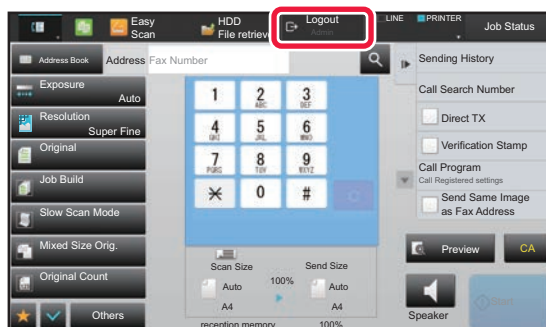 Easy
Scan
HDD
File retrieve
Logout
Admin
LINE
PRINTER
Job Status
Address Book
Address
Fax Number
Sending History
Exposure
Auto
Resolution
Super Fine
Original
Job Build
Slow Scan Mode
Mixed Size Orig.
Original Count
Others
1
2
ABC
3
DEF
4
GHI
5
JKL
6
MNO
7
PQRS
8
TUV
9
WXYZ
0
#
Call Search Number
Direct TX
Verification Stamp
Call Program
Call Registered settings
Send Same Image
as Fax Address
Preview
CA
Scan Size
Send Size
Auto
100%
Auto
A4
A4
reception memory
100%
Speaker
Start